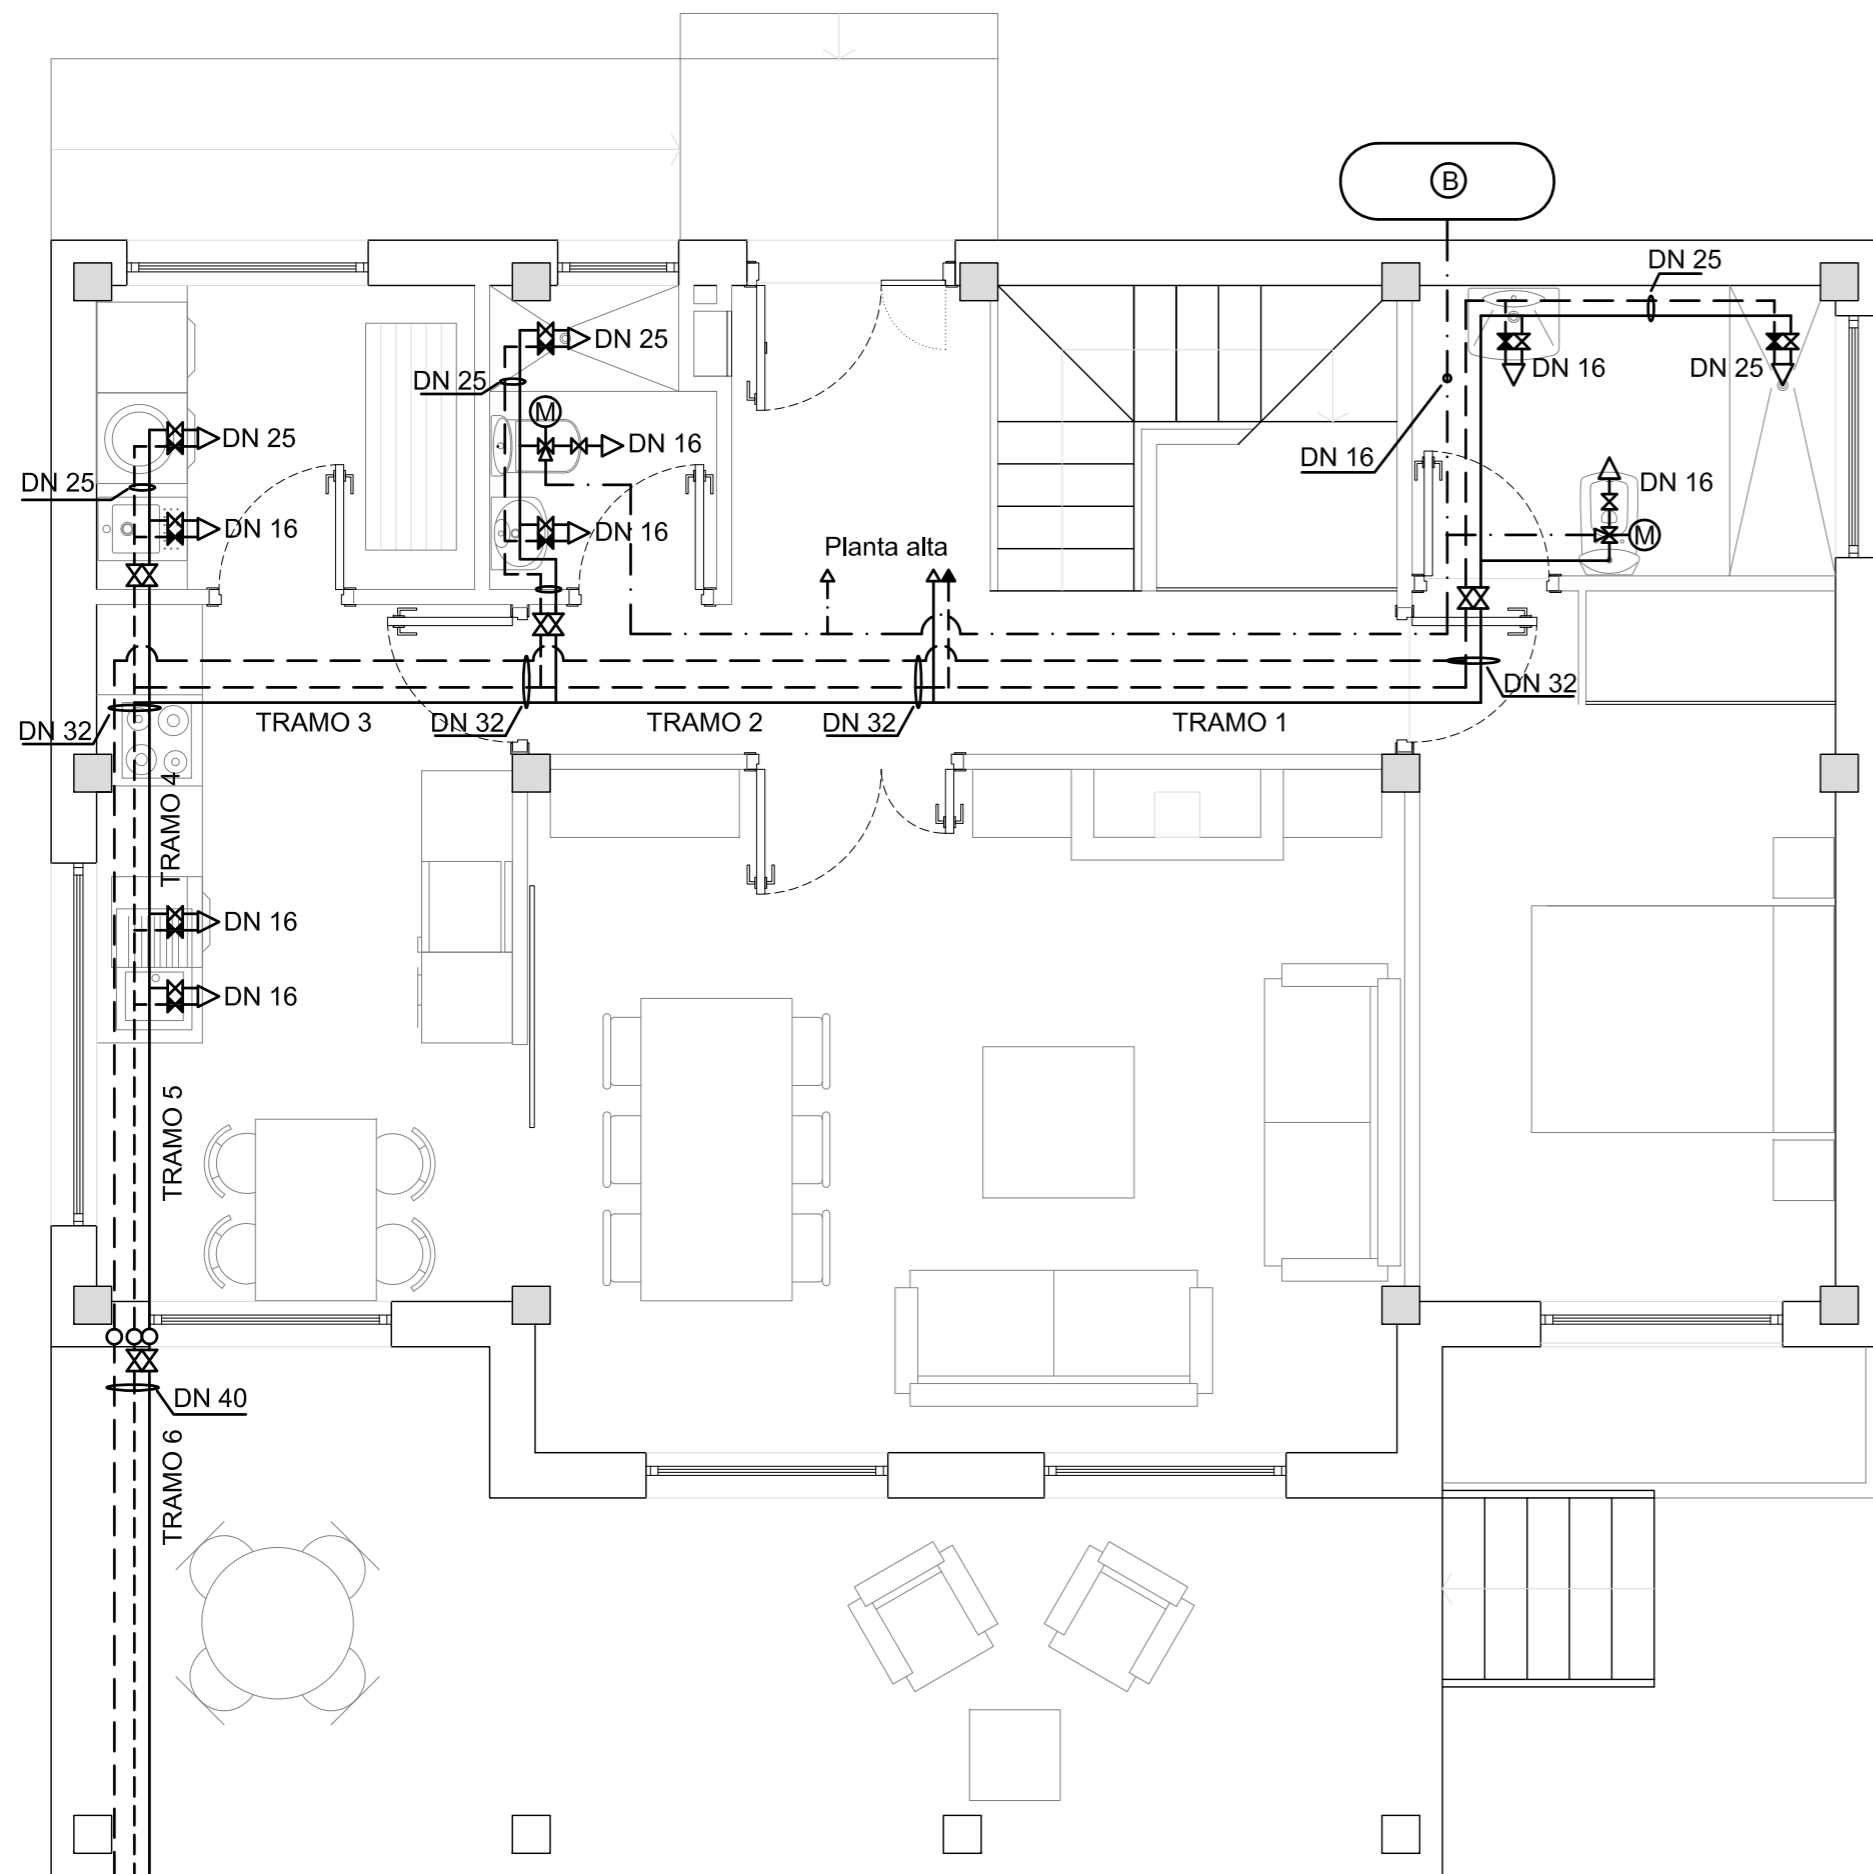 B
DN 25
DN 25
DN 16
DN 25
DN 25
M
DN 25
DN 16
DN 16
DN 16
DN 25
DN 16
DN 16
M
Planta alta
DN 32
DN 32
TRAMO 3
DN 32
TRAMO 2
DN 32
TRAMO 1
TRAMO 4
DN 16
DN 16
TRAMO 5
DN 40
TRAMO 6